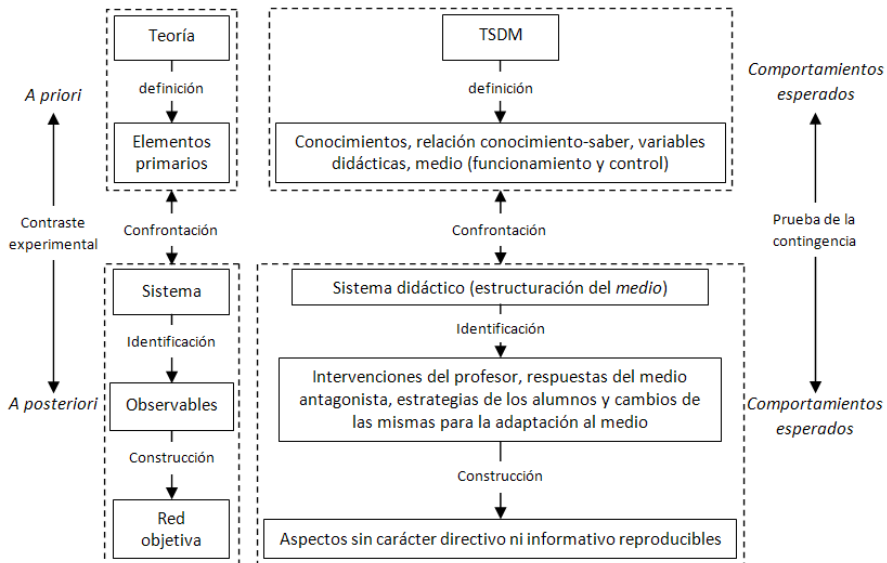 Teoría
TSDM
Comportamientos
esperados
A priori
definición
definición
Elementos
primarios
Conocimientos, relación conocimiento-saber, variables
didácticas, medio (funcionamiento y control)
Contraste
experimental
Confrontación
Confrontación
Prueba de la
contingencia
Sistema
Sistema didáctico (estructuración del medio)
Identificación
Identificación
A posteriori
Observables
Intervenciones del profesor, respuestas del medio
antagonista, estrategias de los alumnos y cambios de
las mismas para la adaptación al medio
Comportamientos
esperados
Construcción
Construcción
Red
objetiva
Aspectos sin carácter directivo ni informativo reproducibles